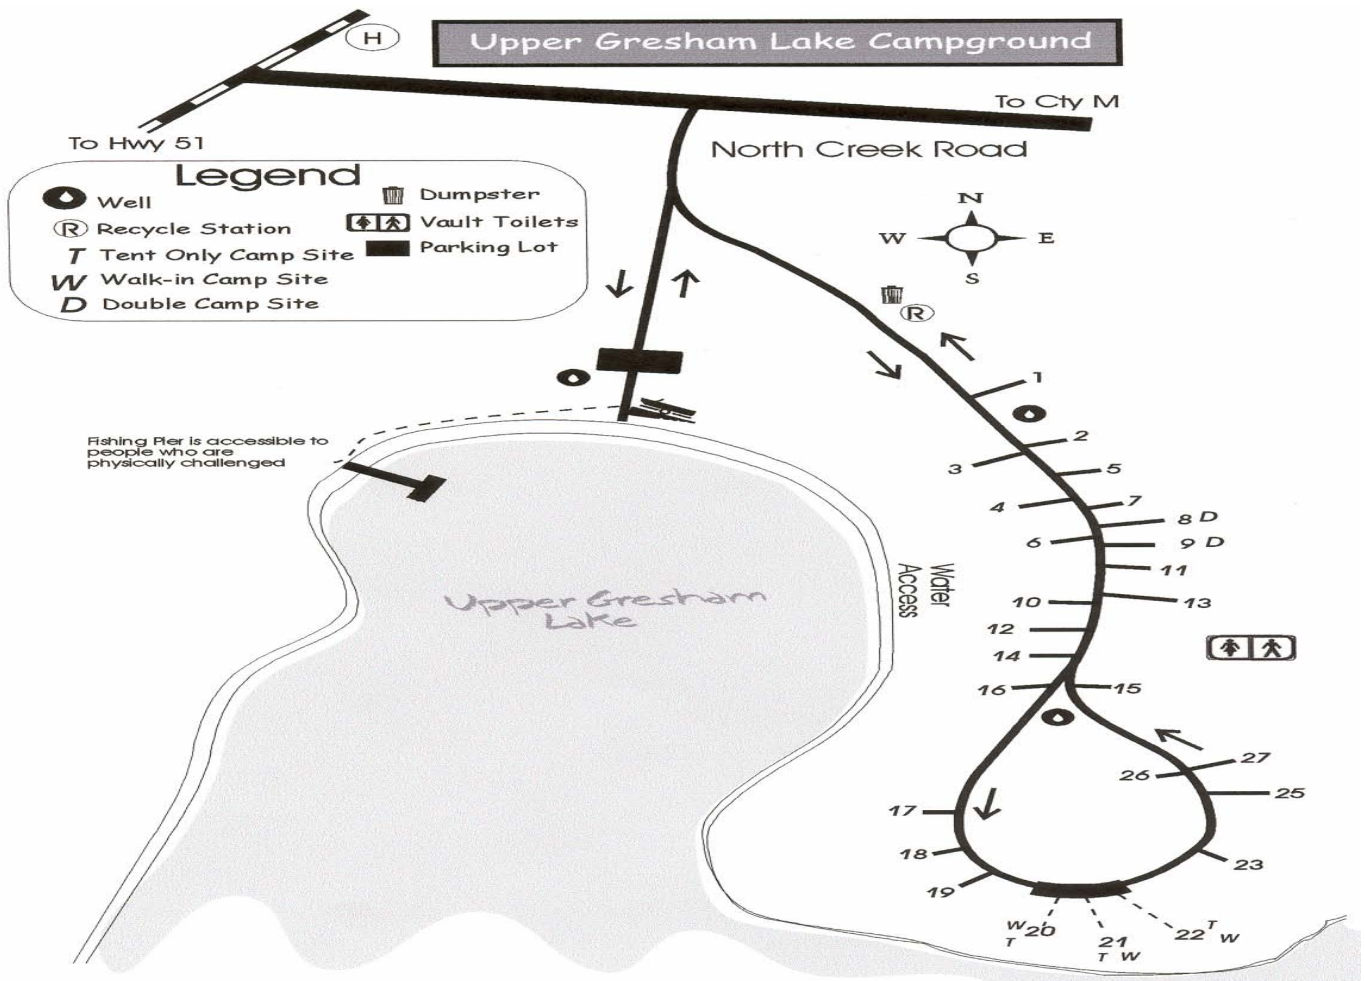 H
Upper Gresham Lake Campground
To Cty M
To Hwy 51
North Creek Road
Legend
Well
Dumpster
R Recycle Station
Vault Toilets
T Tent Only Camp Site
Parking Lot
W Walk-in Camp Site
D Double Camp Site
N
W E
S
R
1
Fishing Pier is accessible to
people who are
physically challenged
2
3
5
4
7
8 D
6
9 D
11
Water
Access
Upper Gresham
Lake
10
13
12
14
16
15
27
26
25
17
18
23
19
W
T 20
21
T W
22 T W